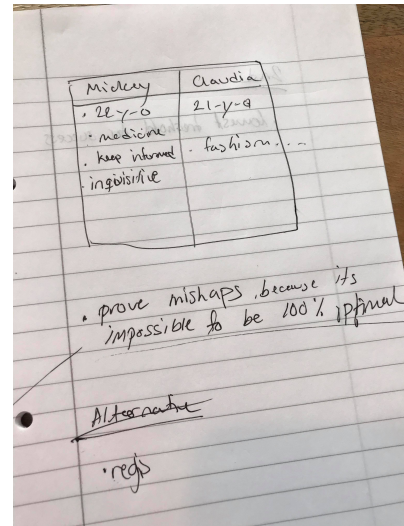 Mickey Claudia
· 22 y-o 21-y-o
· medicine
· keep informed · fashion....
· inquisitive
· prove mishaps, because its
impossible to be 100% optimal
Alternative
· regs